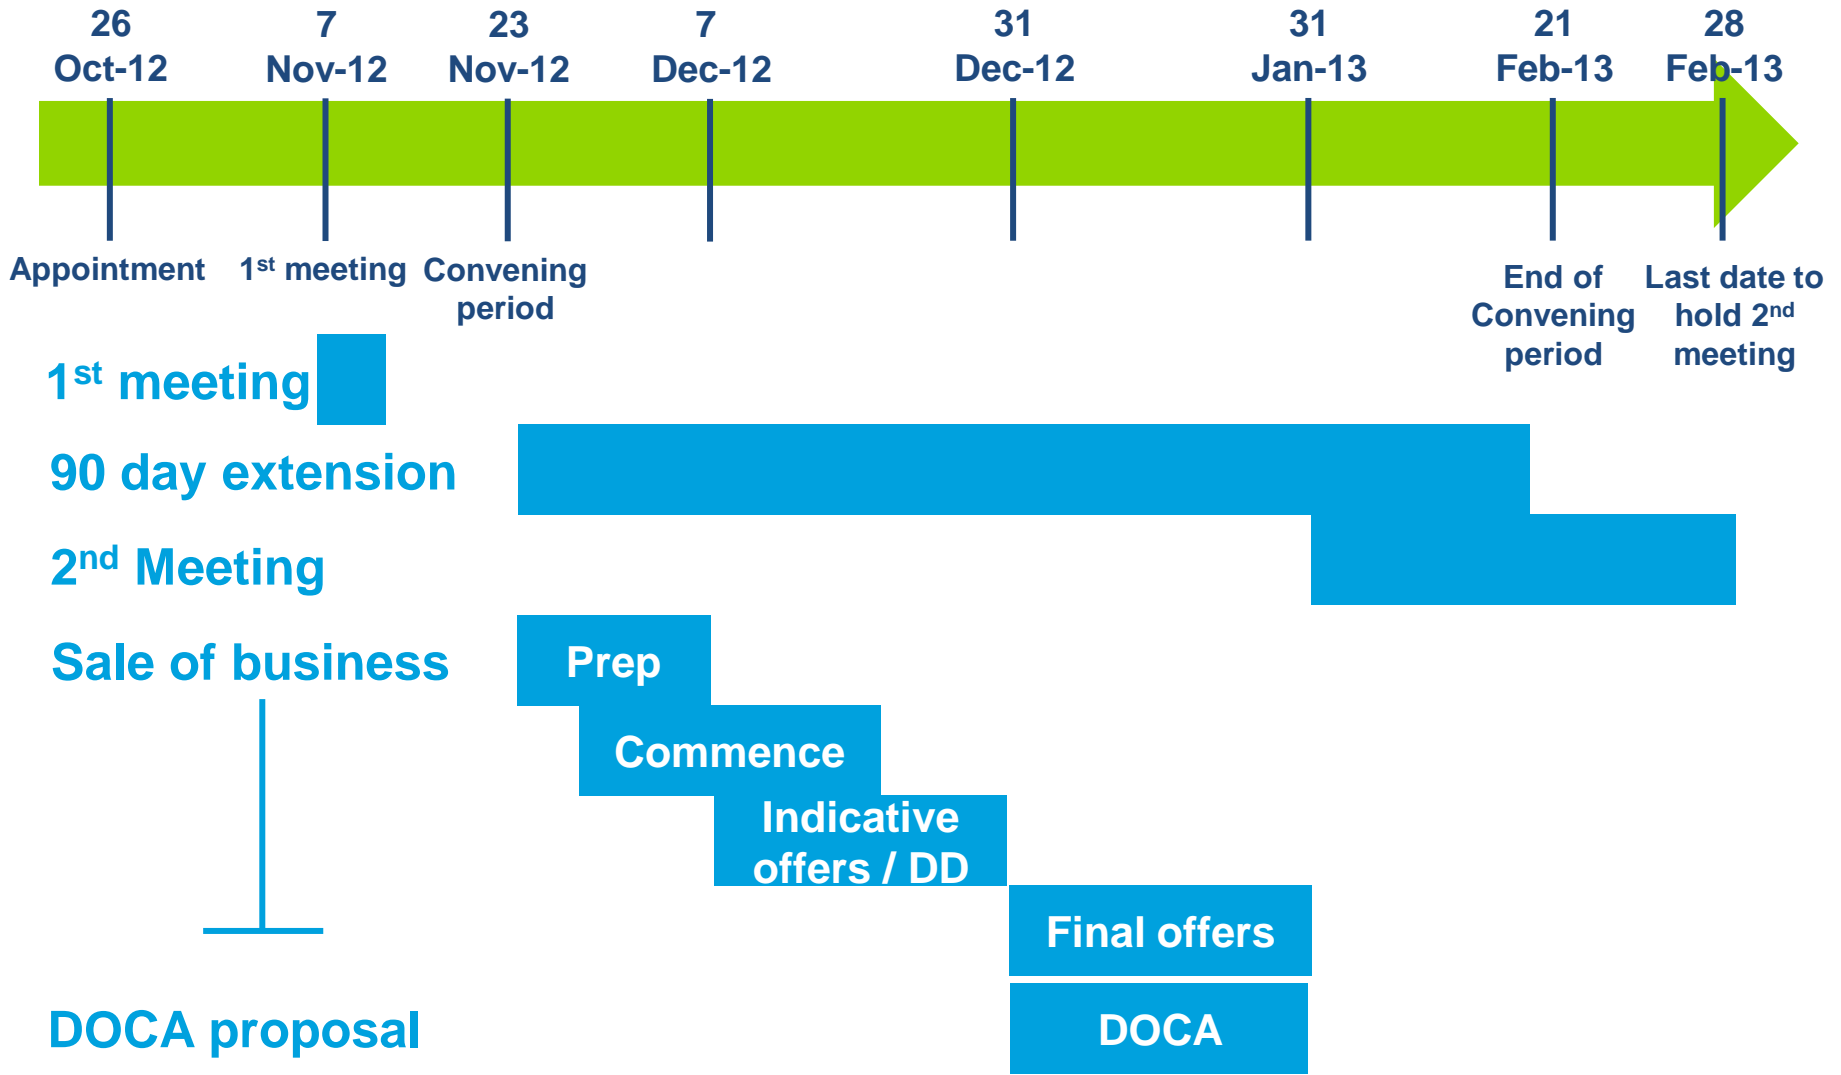 26 Oct-12
7 Nov-12
23 Nov-12
7 Dec-12
31 Dec-12
31 Jan-13
21 Feb-13
28 Feb-13
Appointment
1st meeting
Convening
period
End of
Convening
period
Last date to
hold 2nd
meeting
1st meeting
90 day extension
2nd Meeting
Sale of business
Prep
Commence
Indicative
offers / DD
Final offers
DOCA proposal
DOCA